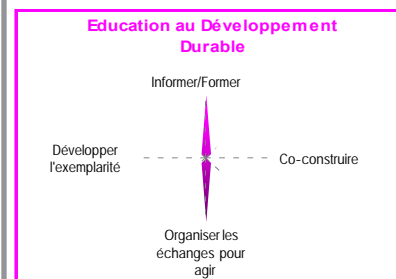 Education au Développement
Durable
Informer/Former
Développer
l'exemplarité
Co-construire
Organiser les
échanges pour
agir